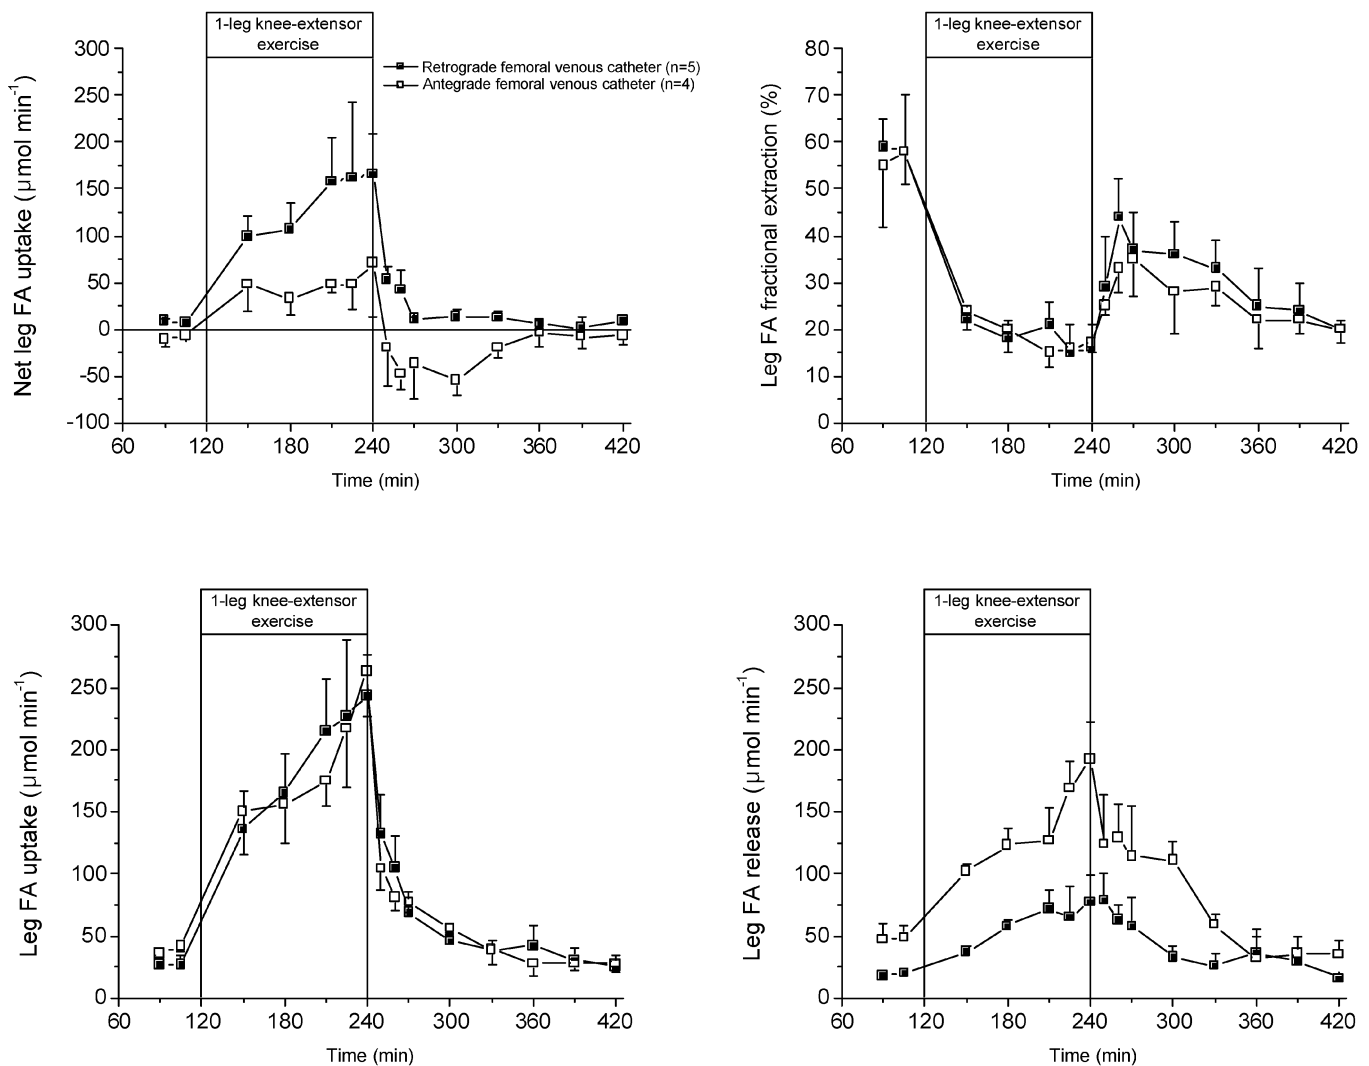 1-leg knee-extensor
exercise
Retrograde femoral venous catheter (n=5)
Antegrade femoral venous catheter (n=4)
Net leg FA uptake (µmol min⁻¹)
300
250
200
150
100
50
0
-50
-100
60 120 180 240 300 360 420
Time (min)
1-leg knee-extensor
exercise
Leg FA fractional extraction (%)
80
70
60
50
40
30
20
10
0
60 120 180 240 300 360 420
Time (min)
1-leg knee-extensor
exercise
Leg FA uptake (µmol min⁻¹)
300
250
200
150
100
50
0
60 120 180 240 300 360 420
Time (min)
1-leg knee-extensor
exercise
Leg FA release (µmol min⁻¹)
300
250
200
150
100
50
0
60 120 180 240 300 360 420
Time (min)